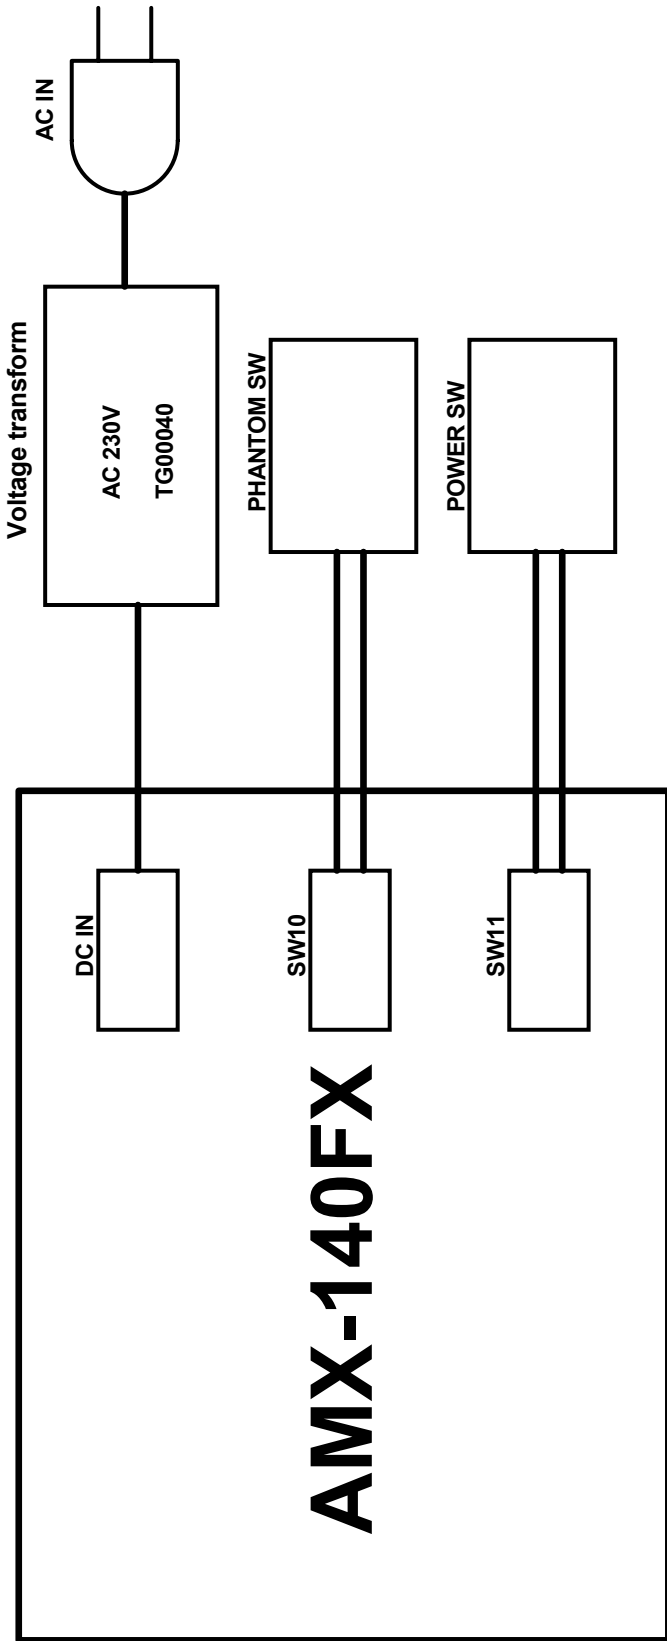 AC IN
Voltage transform
AC 230V
TG00040
PHANTOM SW
POWER SW
DC IN
SW10
SW11
AMX-140FX